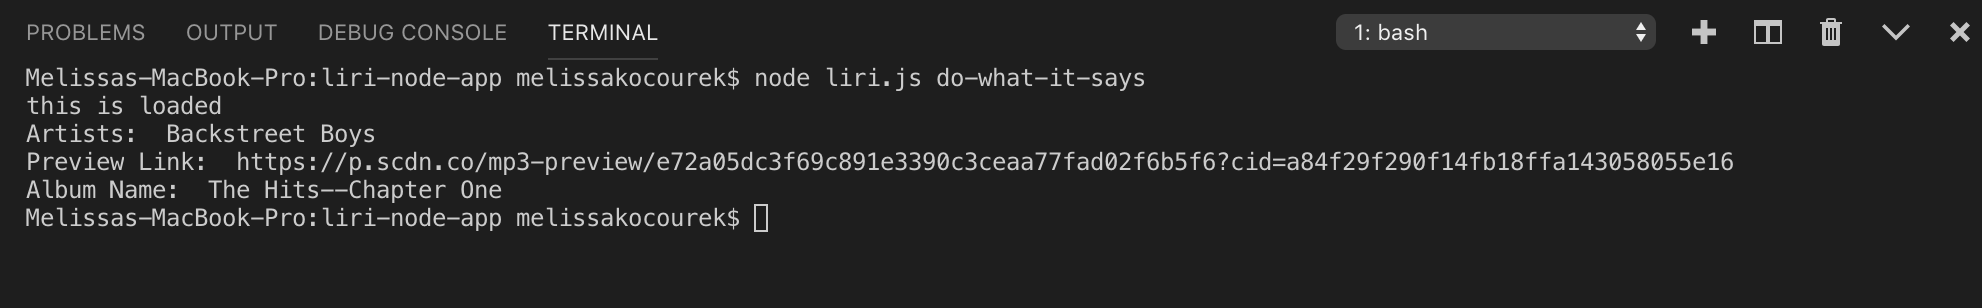 PROBLEMS OUTPUT DEBUG CONSOLE TERMINAL 1: bash
Melissas-MacBook-Pro:liri-node-app melissakocourek$ node liri.js do-what-it-says
this is loaded
Artists:  Backstreet Boys
Preview Link:  https://p.scdn.co/mp3-preview/e72a05dc3f69c891e3390c3ceaa77fad02f6b5f6?cid=a84f29f290f14fb18ffa143058055e16
Album Name:  The Hits--Chapter One
Melissas-MacBook-Pro:liri-node-app melissakocourek$